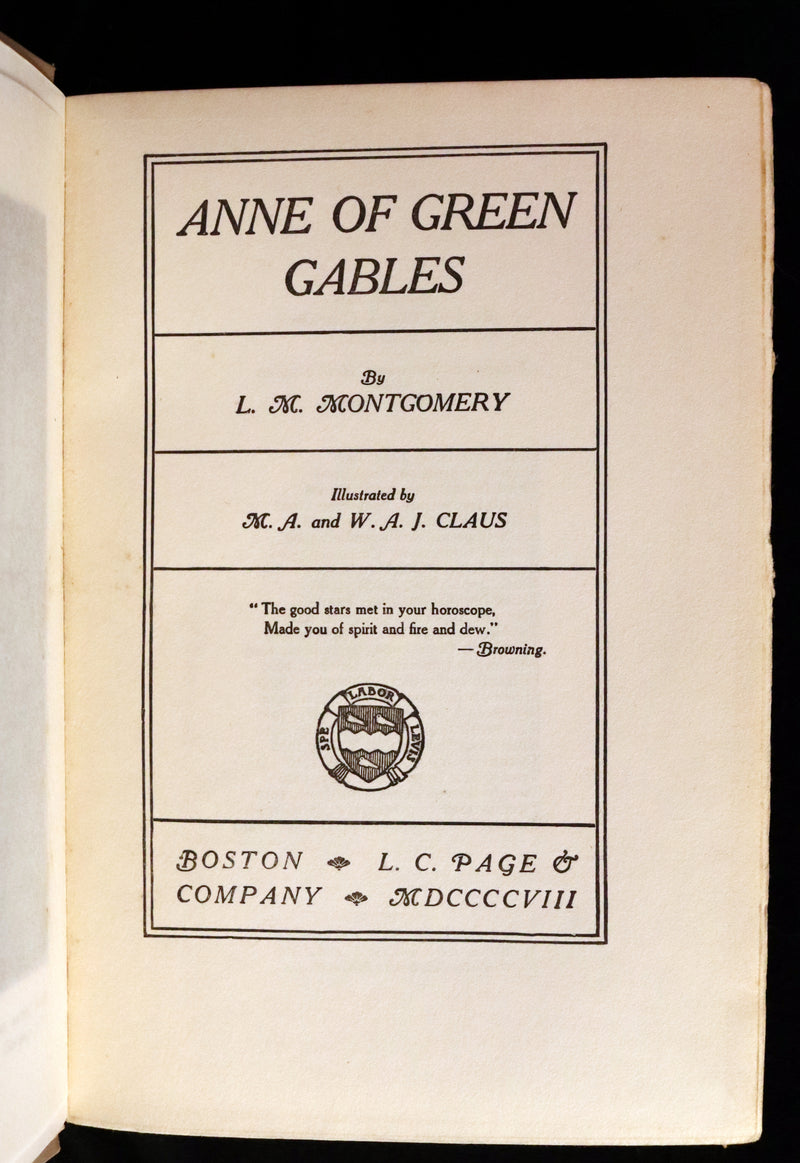 ANNE OF GREEN
GABLES
By
L. M. MONTGOMERY
Illustrated by
M. A. and W. A. J. CLAUS
"The good stars met in your horoscope,
Made you of spirit and fire and dew."
— Browning.
SPE LABOR LEVIS
BOSTON L. C. PAGE &
COMPANY MDCCCCVIII